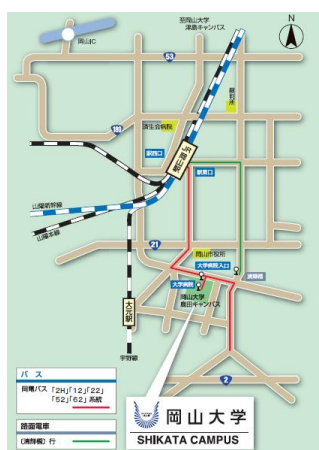 至岡山大学
津島キャンパス
N
岡山IC
53
裁判所
済生会病院
180
駅西口
JR岡山駅
駅東口
山陽新幹線
山陽本線
21
岡山市役所
大学病院入口
清輝橋
大学病院
岡山大学
鹿田キャンパス
大元駅
宇野線
バス
岡電バス「2H」「12」「22」
「52」「62」系統
2
路面電車
(清輝橋)行
岡山大学
SHIKATA CAMPUS